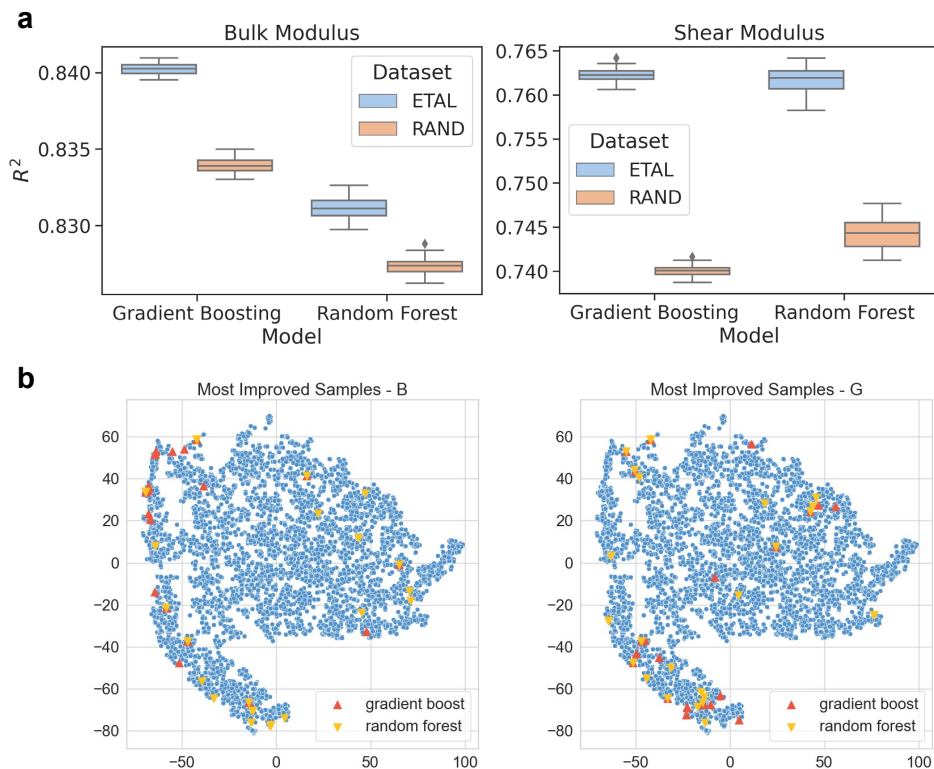 a
Bulk Modulus
Shear Modulus
R²
0.840
0.835
0.830
Dataset
ETAL
RAND
Gradient Boosting
Random Forest
Model
0.765
0.760
0.755
0.750
0.745
0.740
Dataset
ETAL
RAND
Gradient Boosting
Random Forest
Model
b
Most Improved Samples - B
60
40
20
0
−20
−40
−60
−80
gradient boost
random forest
−50
0
50
100
Most Improved Samples - G
60
40
20
0
−20
−40
−60
−80
gradient boost
random forest
−50
0
50
100